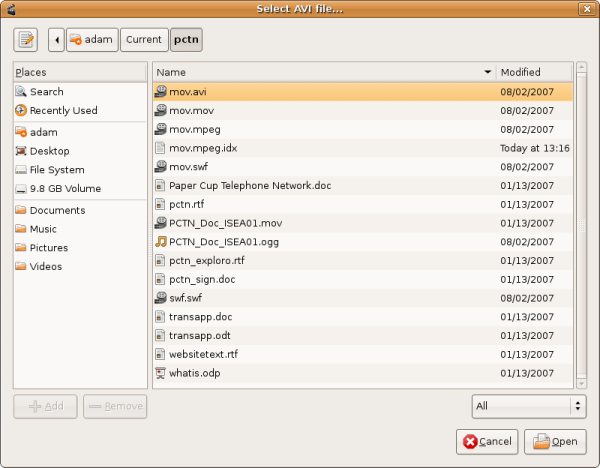 Select AVI file...
adam Current pctn
Places
Search
Recently Used
adam
Desktop
File System
9.8 GB Volume
Documents
Music
Pictures
Videos
Name Modified
mov.avi 08/02/2007
mov.mov 08/02/2007
mov.mpeg 08/02/2007
mov.mpeg.idx Today at 13:16
mov.swf 08/02/2007
Paper Cup Telephone Network.doc 01/13/2007
pctn.rtf 01/13/2007
PCTN_Doc_ISEA01.mov 01/13/2007
PCTN_Doc_ISEA01.ogg 08/02/2007
pctn_exploro.rtf 01/13/2007
pctn_sign.doc 01/13/2007
swf.swf 08/02/2007
transapp.doc 01/13/2007
transapp.odt 01/13/2007
websitetext.rtf 01/13/2007
whatis.odp 01/13/2007
Add Remove All
Cancel Open